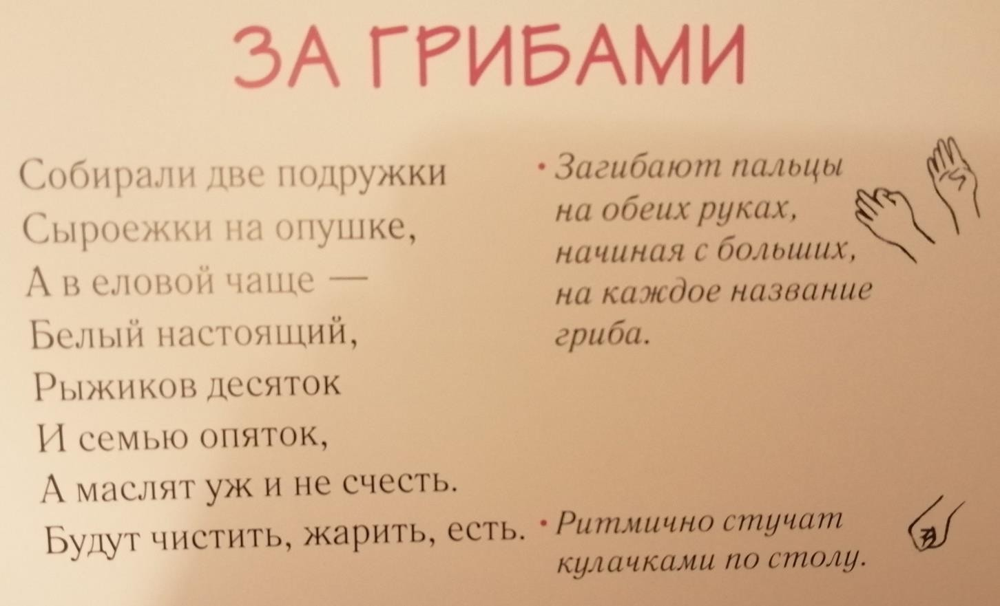 ЗА ГРИБАМИ
Собирали две подружки
Сыроежки на опушке,
А в еловой чаще —
Белый настоящий,
Рыжиков десяток
И семью опяток,
А маслят уж и не счесть.
Будут чистить, жарить, есть.
• Загибают пальцы
на обеих руках,
начиная с больших,
на каждое название
гриба.
• Ритмично стучат
кулачками по столу.